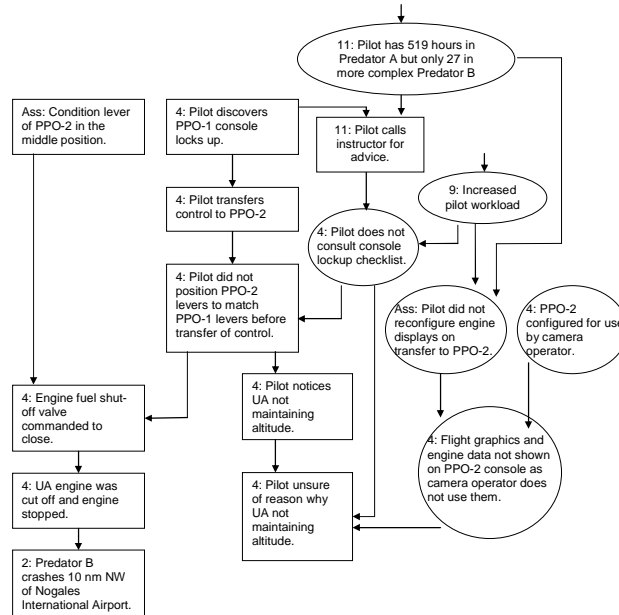 11: Pilot has 519 hours in
Predator A but only 27 in
more complex Predator B
Ass: Condition lever
of PPO-2 in the
middle position.
4: Pilot discovers
PPO-1 console
locks up.
11: Pilot calls
instructor for
advice.
9: Increased
pilot workload
4: Pilot transfers
control to PPO-2
4: Pilot does not
consult console
lockup checklist.
4: Pilot did not
position PPO-2
levers to match
PPO-1 levers before
transfer of control.
Ass: Pilot did not
reconfigure engine
displays on
transfer to PPO-2.
4: PPO-2
configured for use
by camera
operator.
4: Engine fuel shut-
off valve
commanded to
close.
4: Pilot notices
UA not
maintaining
altitude.
4: Flight graphics and
engine data not shown
on PPO-2 console as
camera operator does
not use them.
4: UA engine was
cut off and engine
stopped.
4: Pilot unsure
of reason why
UA not
maintaining
altitude.
2: Predator B
crashes 10 nm NW
of Nogales
International Airport.